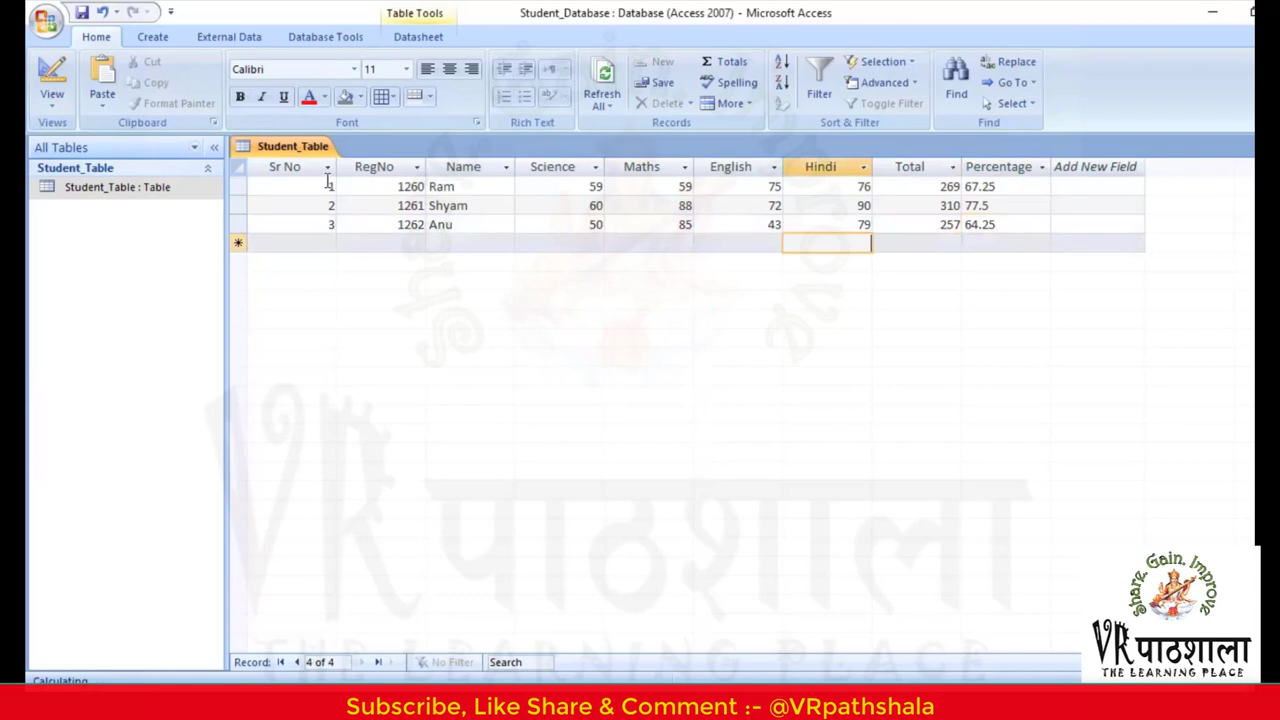 Student_Database : Database (Access 2007) - Microsoft Access
Table Tools
Home Create External Data Database Tools Datasheet
View
Views
Paste
Cut
Copy
Format Painter
Clipboard
Calibri 11
B I U A
Font
Rich Text
Refresh All
New
Save
Delete
Totals
Spelling
More
Records
Filter
Selection
Advanced
Toggle Filter
Sort & Filter
Find
Replace
Go To
Select
Find
All Tables
Student_Table
Student_Table : Table
Student_Table
Sr No RegNo Name Science Maths English Hindi Total Percentage Add New Field
1 1260 Ram 59 59 75 76 269 67.25
2 1261 Shyam 60 88 72 90 310 77.5
3 1262 Anu 50 85 43 79 257 64.25
VR पाठशाला
THE LEARNING PLACE
Record: 4 of 4 No Filter Search
Calculating
Share. Gain. Improve
VR पाठशाला
THE LEARNING PLACE
Subscribe, Like Share & Comment :- @VRpathshala